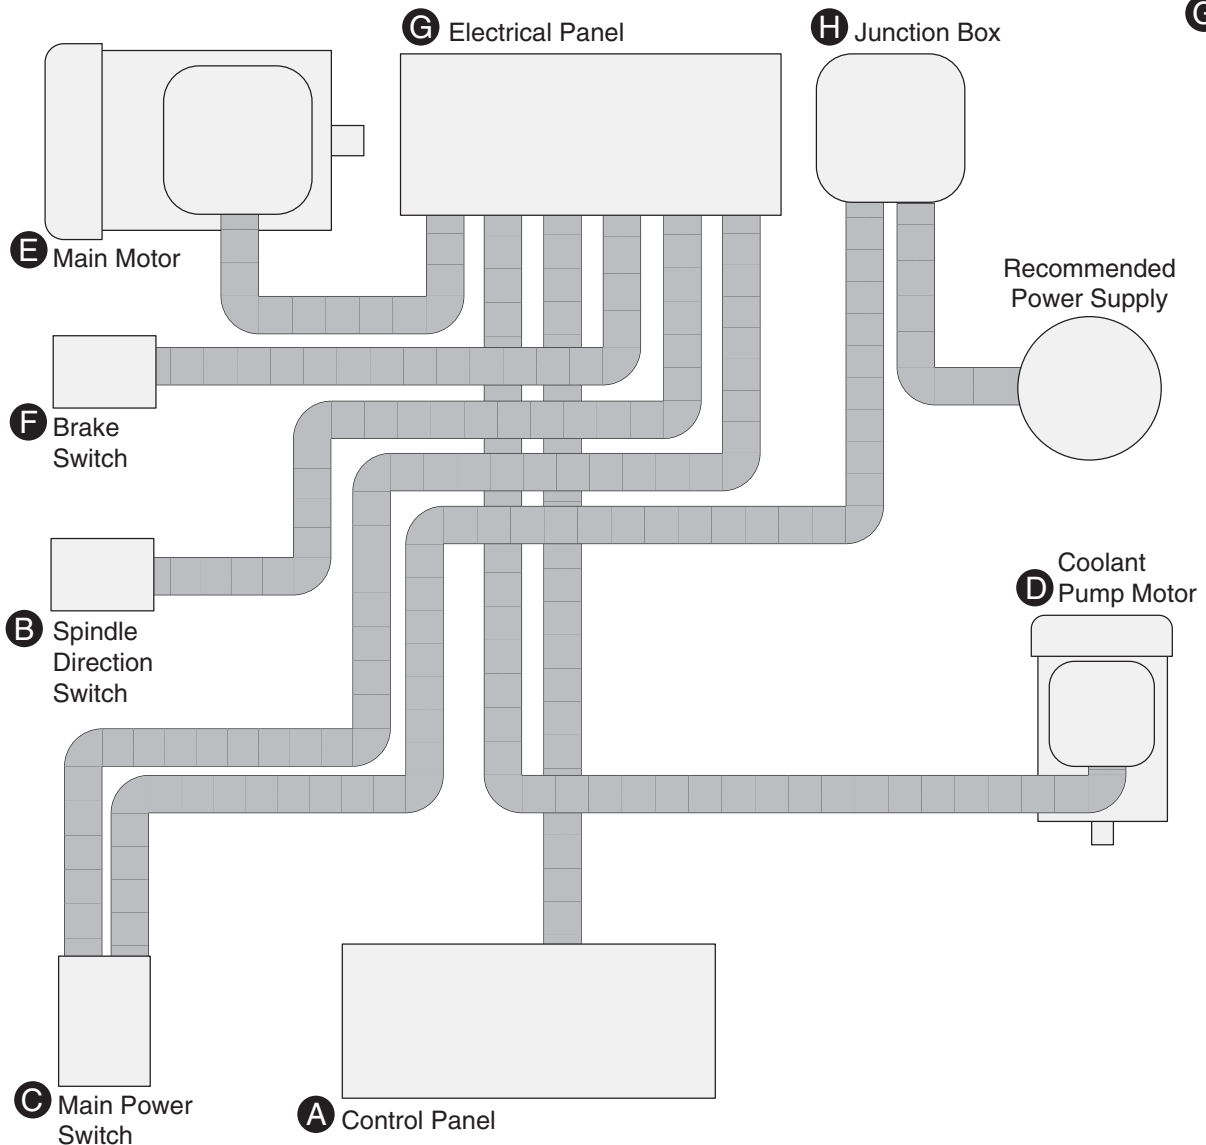 G Electrical Panel
H Junction Box
G
E Main Motor
Recommended
Power Supply
F Brake
Switch
B Spindle
Direction
Switch
Coolant
D Pump Motor
C Main Power
Switch
A Control Panel